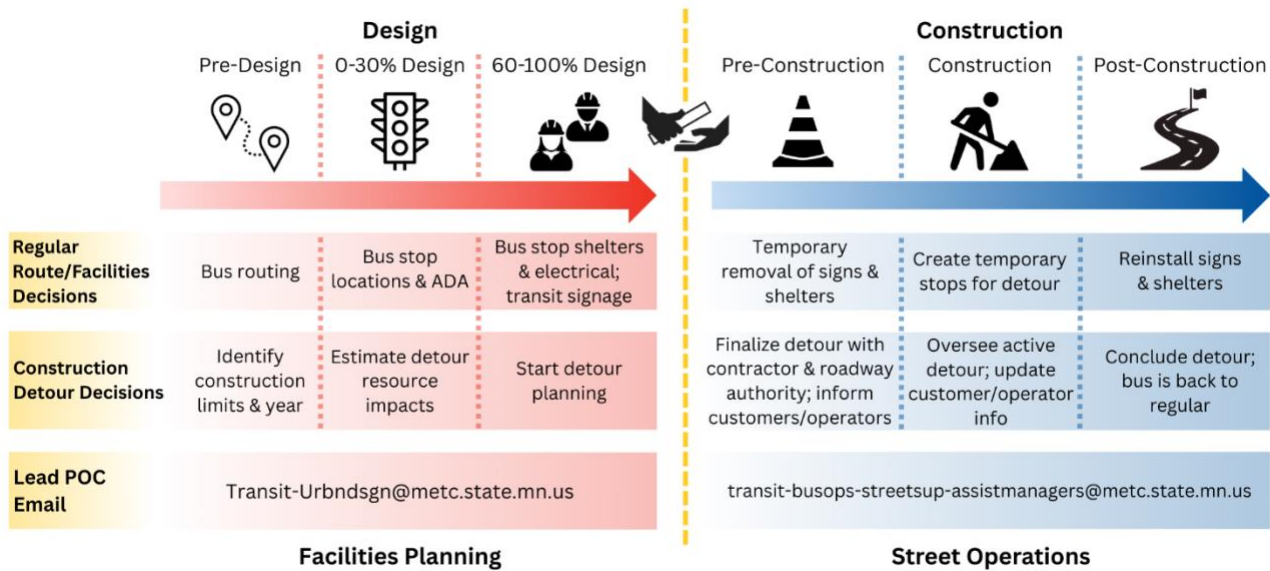 Design
Construction
Pre-Design
0-30% Design
60-100% Design
Pre-Construction
Construction
Post-Construction
Regular
Route/Facilities
Decisions
Bus routing
Bus stop
locations & ADA
Bus stop shelters
& electrical;
transit signage
Temporary
removal of signs &
shelters
Create temporary
stops for detour
Reinstall signs
& shelters
Construction
Detour Decisions
Identify
construction
limits & year
Estimate detour
resource
impacts
Start detour
planning
Finalize detour with
contractor & roadway
authority; inform
customers/operators
Oversee active
detour; update
customer/operator
info
Conclude detour;
bus is back to
regular
Lead POC
Email
Transit-Urbndsgn@metc.state.mn.us
transit-busops-streetsup-assistmanagers@metc.state.mn.us
Facilities Planning
Street Operations